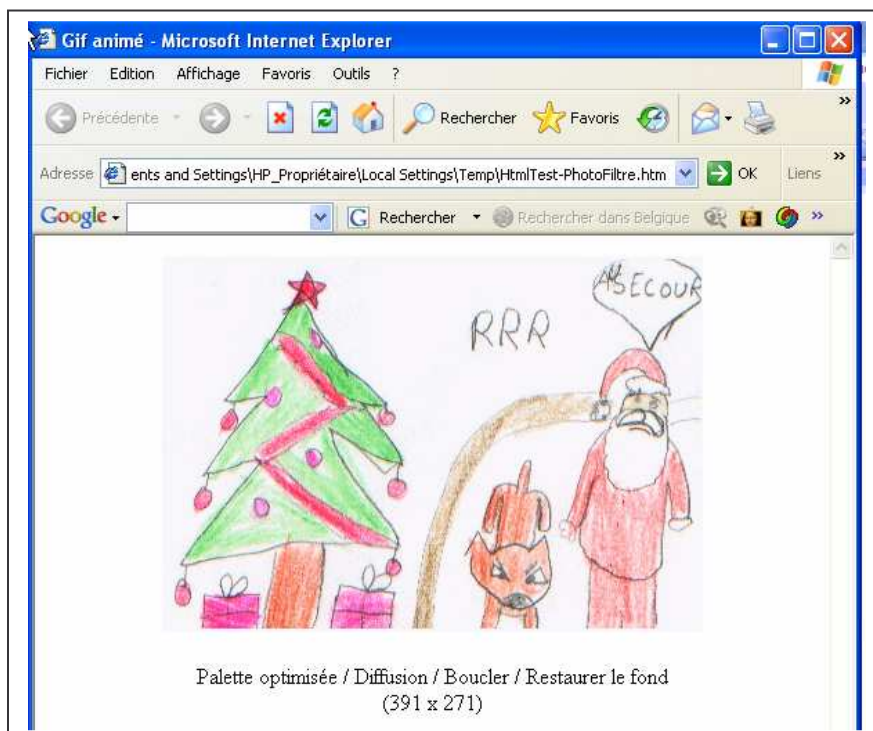 Gif animé - Microsoft Internet Explorer
Fichier Edition Affichage Favoris Outils ?
Précédente Rechercher Favoris »
Adresse ents and Settings\HP_Propriétaire\Local Settings\Temp\HtmlTest-PhotoFiltre.htm OK Liens »
Google G Rechercher Rechercher dans Belgique »
AUSECOUR
RRR
Palette optimisée / Diffusion / Boucler / Restaurer le fond
(391 x 271)